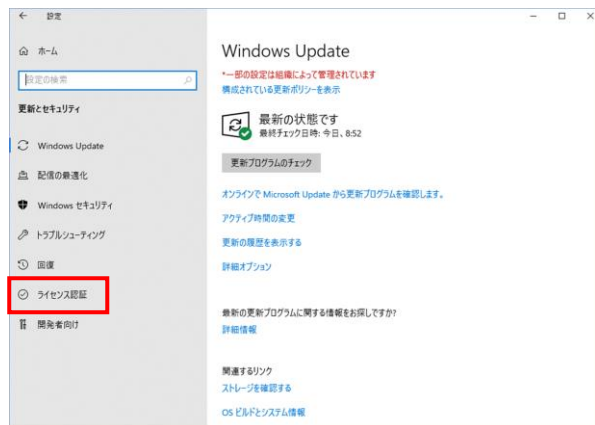 設定
ホーム
設定の検索
更新とセキュリティ
Windows Update
配信の最適化
Windows セキュリティ
トラブルシューティング
回復
ライセンス認証
開発者向け
Windows Update
*一部の設定は組織によって管理されています
構成されている更新ポリシーを表示
最新の状態です
最終チェック日時: 今日、8:52
更新プログラムのチェック
オンラインで Microsoft Update から更新プログラムを確認します。
アクティブ時間の変更
更新の履歴を表示する
詳細オプション
最新の更新プログラムに関する情報をお探しですか?
詳細情報
関連するリンク
ストレージを確認する
OS ビルドとシステム情報